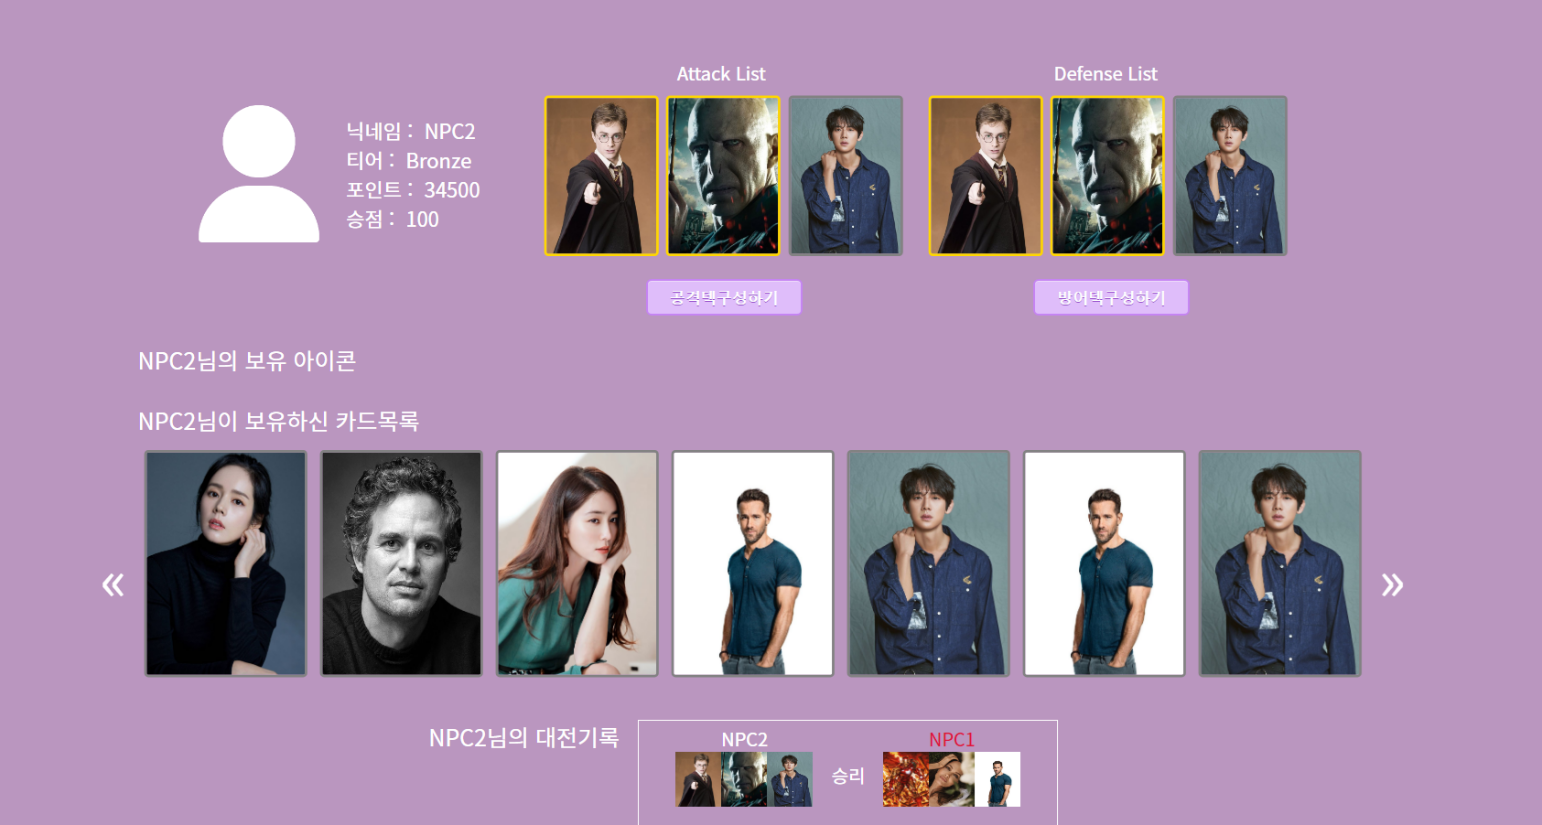 Attack List
Defense List
닉네임 : NPC2
티어 : Bronze
포인트 : 34500
승점 : 100
공격덱구성하기
방어덱구성하기
NPC2님의 보유 아이콘
NPC2님이 보유하신 카드목록
«
»
NPC2님의 대전기록
NPC2
승리
NPC1